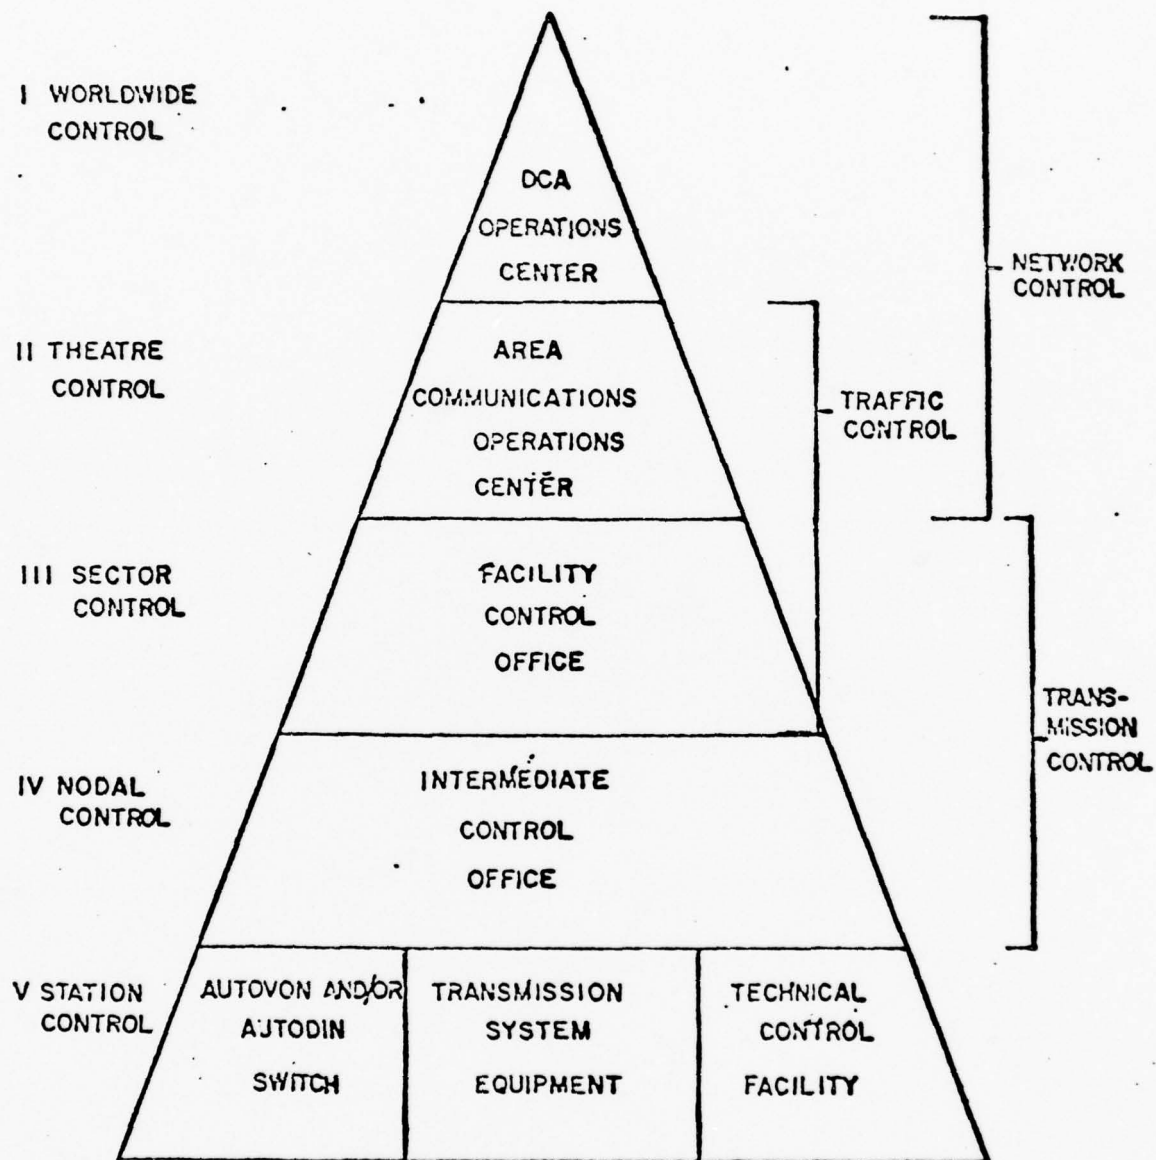 I WORLDWIDE
CONTROL
DCA
OPERATIONS
CENTER
NETWORK
CONTROL
II THEATRE
CONTROL
AREA
COMMUNICATIONS
OPERATIONS
CENTER
TRAFFIC
CONTROL
III SECTOR
CONTROL
FACILITY
CONTROL
OFFICE
TRANS-
MISSION
CONTROL
IV NODAL
CONTROL
INTERMEDIATE
CONTROL
OFFICE
V STATION
CONTROL
AUTOVON AND/OR
AUTODIN
SWITCH
TRANSMISSION
SYSTEM
EQUIPMENT
TECHNICAL
CONTROL
FACILITY